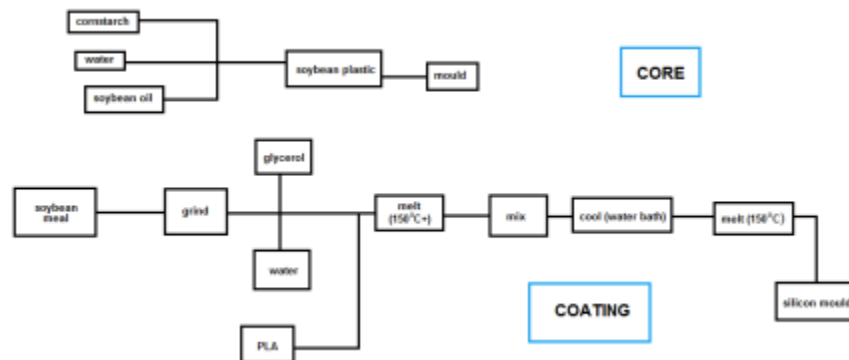 cornstarch
water
soybean oil
soybean plastic
mould
CORE
glycerol
soybean
meal
grind
water
PLA
melt
(150°C+)
mix
cool (water bath)
melt (150°C)
silicon mould
COATING